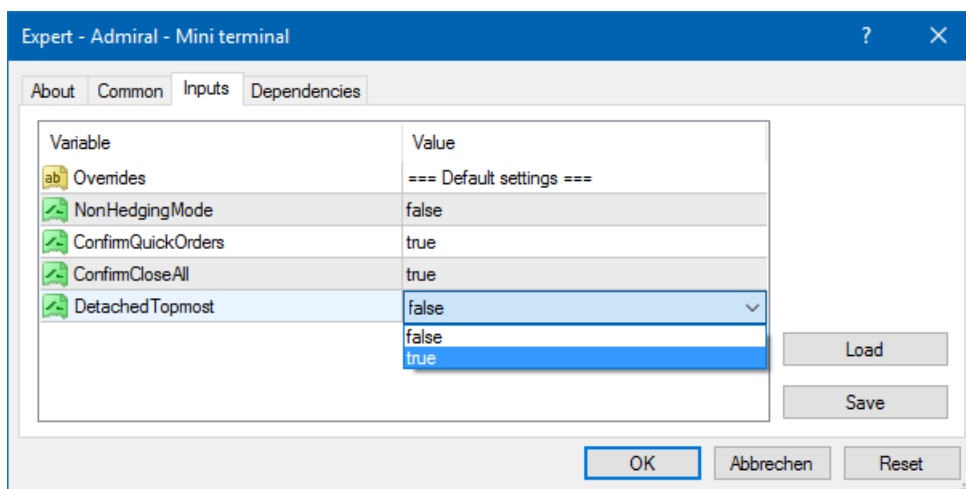 Expert - Admiral - Mini terminal ? ×
About Common Inputs Dependencies
Variable Value
ab Overrides === Default settings ===
NonHedgingMode false
ConfirmQuickOrders true
ConfirmCloseAll true
DetachedTopmost false
false
true
Load
Save
OK Abbrechen Reset